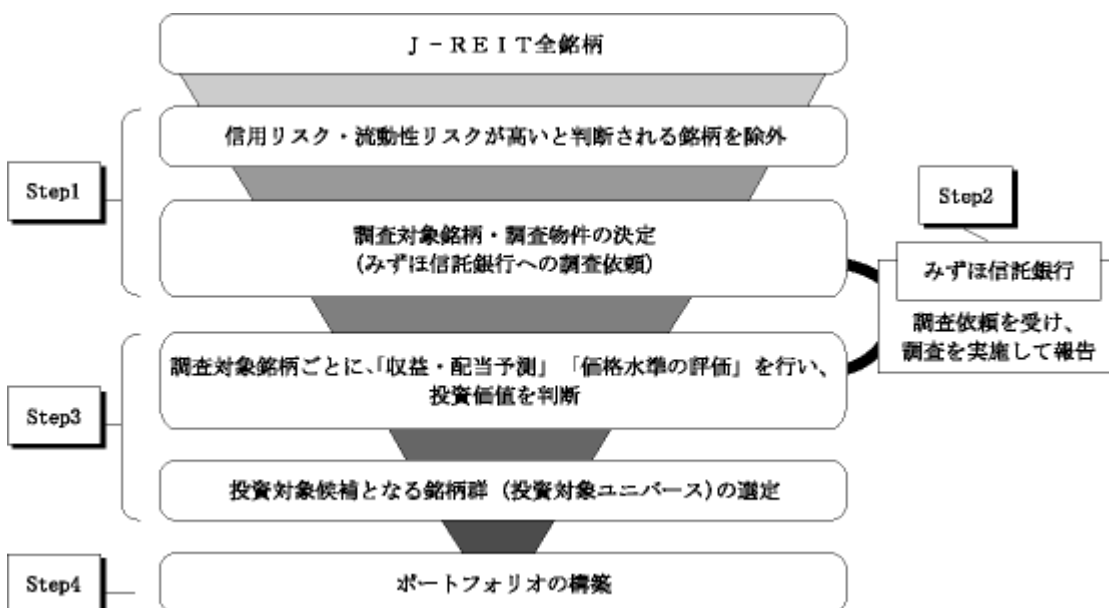 J-REIT全銘柄
Step1
信用リスク・流動性リスクが高いと判断される銘柄を除外
調査対象銘柄・調査物件の決定
(みずほ信託銀行への調査依頼)
Step2
みずほ信託銀行
調査依頼を受け、
調査を実施して報告
Step3
調査対象銘柄ごとに、「収益・配当予測」「価格水準の評価」を行い、
投資価値を判断
投資対象候補となる銘柄群(投資対象ユニバース)の選定
Step4
ポートフォリオの構築